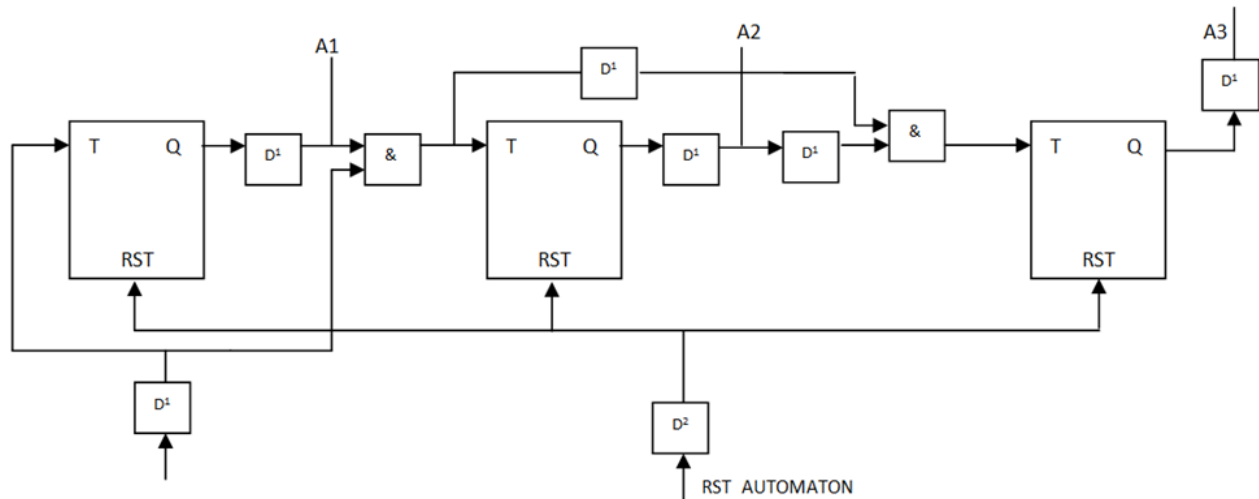 A1
A2
A3
D¹
D¹
T Q
D¹
&
T Q
D¹
D¹
&
T Q
RST
RST
RST
D¹
D²
RST AUTOMATON